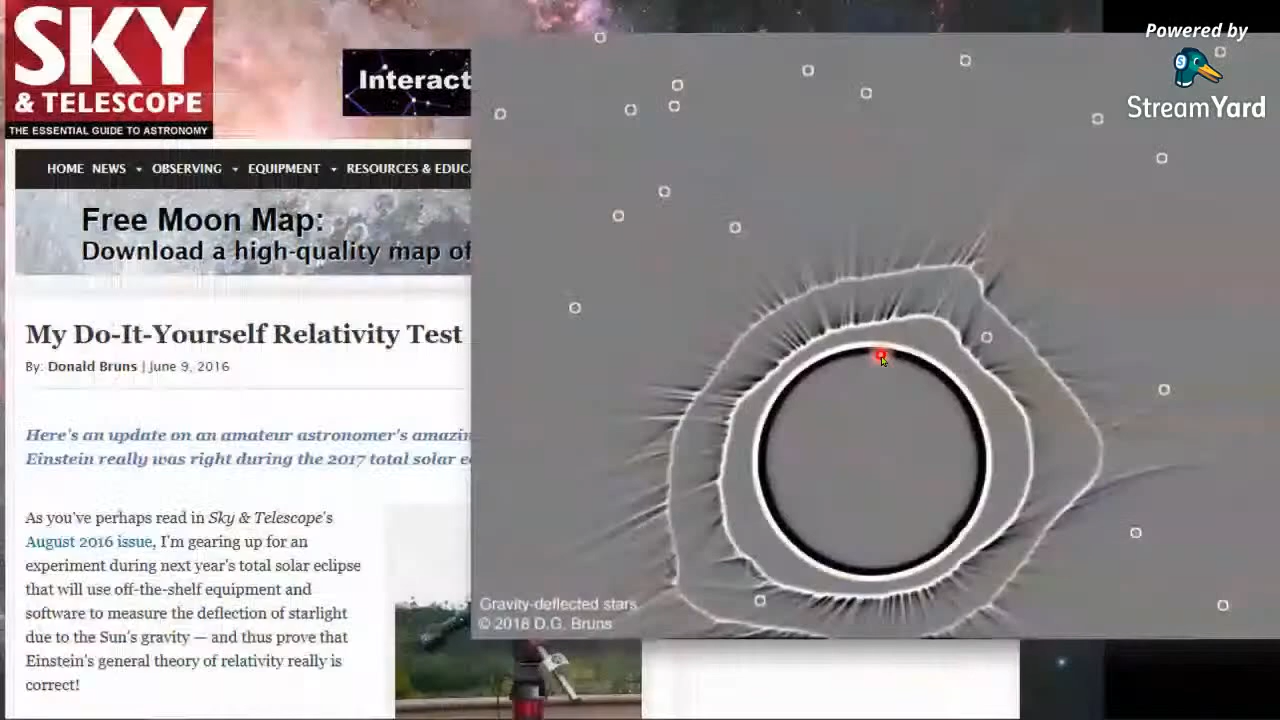 SKY
& TELESCOPE
THE ESSENTIAL GUIDE TO ASTRONOMY
Interact
Powered by
StreamYard
HOME NEWS OBSERVING EQUIPMENT RESOURCES & EDUC
Free Moon Map:
Download a high-quality map of
My Do-It-Yourself Relativity Test
By: Donald Bruns | June 9, 2016
Here's an update on an amateur astronomer's amazin
Einstein really was right during the 2017 total solar e
As you've perhaps read in Sky & Telescope's
August 2016 issue, I'm gearing up for an
experiment during next year's total solar eclipse
that will use off-the-shelf equipment and
software to measure the deflection of starlight
due to the Sun's gravity — and thus prove that
Einstein's general theory of relativity really is
correct!
Gravity-deflected stars
© 2018 D.G. Bruns